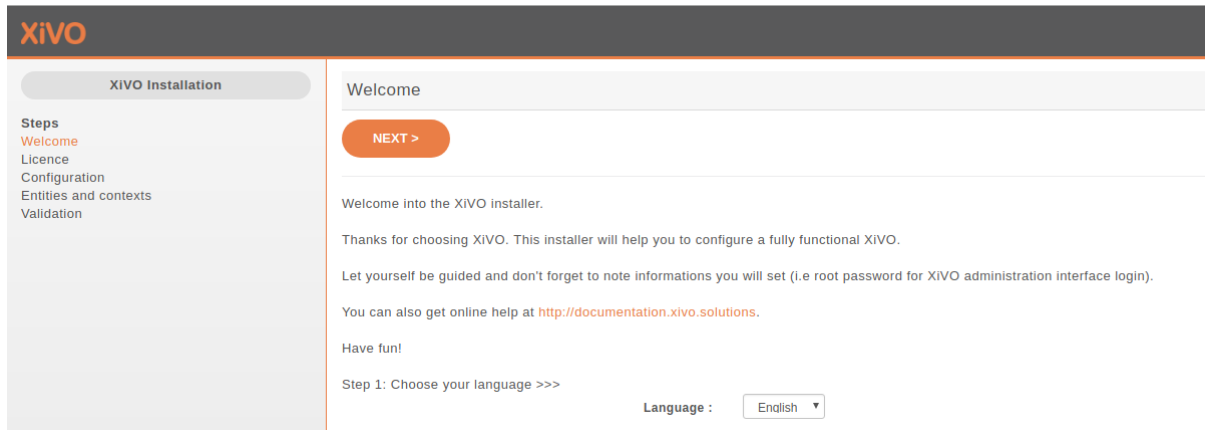 XiVO
XiVO Installation
Steps
Welcome
Licence
Configuration
Entities and contexts
Validation
Welcome
NEXT >
Welcome into the XiVO installer.
Thanks for choosing XiVO. This installer will help you to configure a fully functional XiVO.
Let yourself be guided and don't forget to note informations you will set (i.e root password for XiVO administration interface login).
You can also get online help at http://documentation.xivo.solutions.
Have fun!
Step 1: Choose your language >>>
Language : English